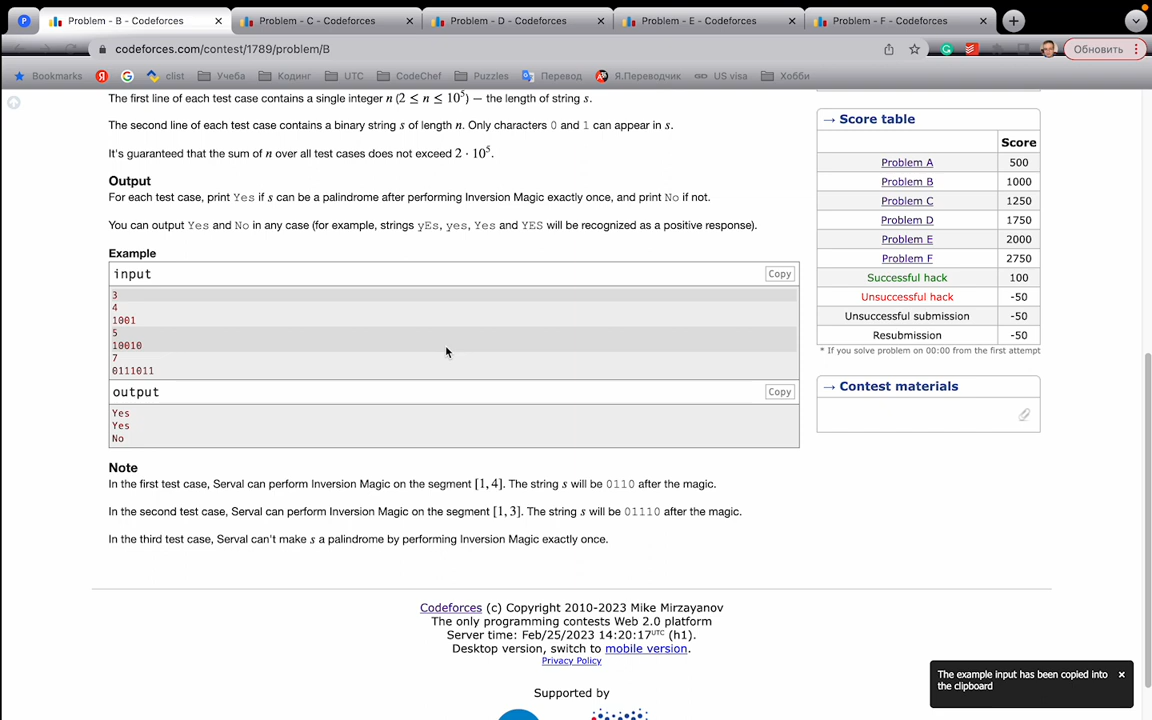 Problem - B - Codeforces
Problem - C - Codeforces
Problem - D - Codeforces
Problem - E - Codeforces
Problem - F - Codeforces
codeforces.com/contest/1789/problem/B
Обновить
Bookmarks
clist
Учеба
Кодинг
UTC
CodeChef
Puzzles
Перевод
Я.Переводчик
US visa
Хобби
The first line of each test case contains a single integer n (2 ≤ n ≤ 10⁵) — the length of string s.
The second line of each test case contains a binary string s of length n. Only characters 0 and 1 can appear in s.
It's guaranteed that the sum of n over all test cases does not exceed 2 · 10⁵.
Output
For each test case, print Yes if s can be a palindrome after performing Inversion Magic exactly once, and print No if not.
You can output Yes and No in any case (for example, strings yEs, yes, Yes and YES will be recognized as a positive response).
Example
input
Copy
3
4
1001
5
10010
7
0111011
output
Copy
Yes
Yes
No
Note
In the first test case, Serval can perform Inversion Magic on the segment [1, 4]. The string s will be 0110 after the magic.
In the second test case, Serval can perform Inversion Magic on the segment [1, 3]. The string s will be 01110 after the magic.
In the third test case, Serval can't make s a palindrome by performing Inversion Magic exactly once.
→ Score table
Score
Problem A 500
Problem B 1000
Problem C 1250
Problem D 1750
Problem E 2000
Problem F 2750
Successful hack 100
Unsuccessful hack -50
Unsuccessful submission -50
Resubmission -50
* If you solve problem on 00:00 from the first attempt
→ Contest materials
Codeforces (c) Copyright 2010-2023 Mike Mirzayanov
The only programming contests Web 2.0 platform
Server time: Feb/25/2023 14:20:17 UTC (h1).
Desktop version, switch to mobile version.
Privacy Policy
Supported by
The example input has been copied into
the clipboard